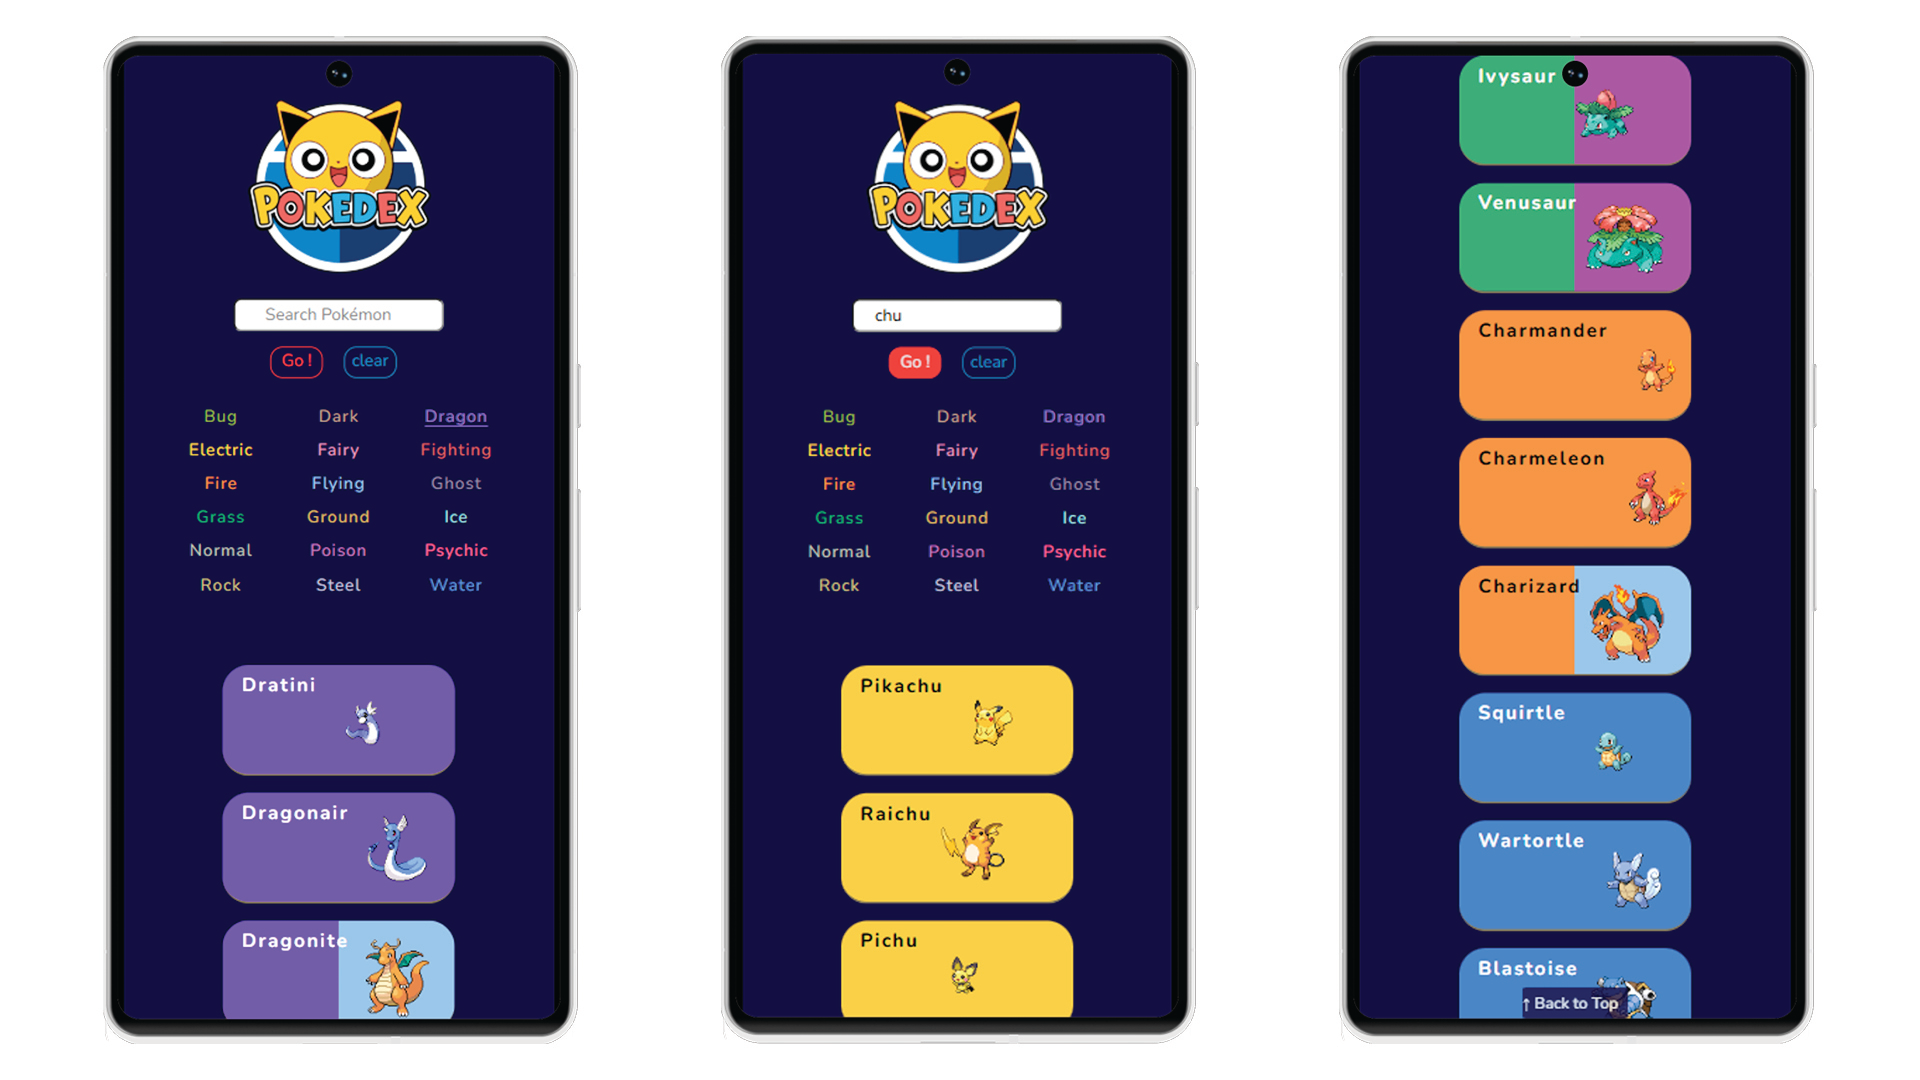 POKEDEX
Search Pokémon
Go !
clear
Bug Dark Dragon
Electric Fairy Fighting
Fire Flying Ghost
Grass Ground Ice
Normal Poison Psychic
Rock Steel Water
Dratini
Dragonair
Dragonite
POKEDEX
chu
Go !
clear
Bug Dark Dragon
Electric Fairy Fighting
Fire Flying Ghost
Grass Ground Ice
Normal Poison Psychic
Rock Steel Water
Pikachu
Raichu
Pichu
Ivysaur
Venusaur
Charmander
Charmeleon
Charizard
Squirtle
Wartortle
Blastoise
↑ Back to Top